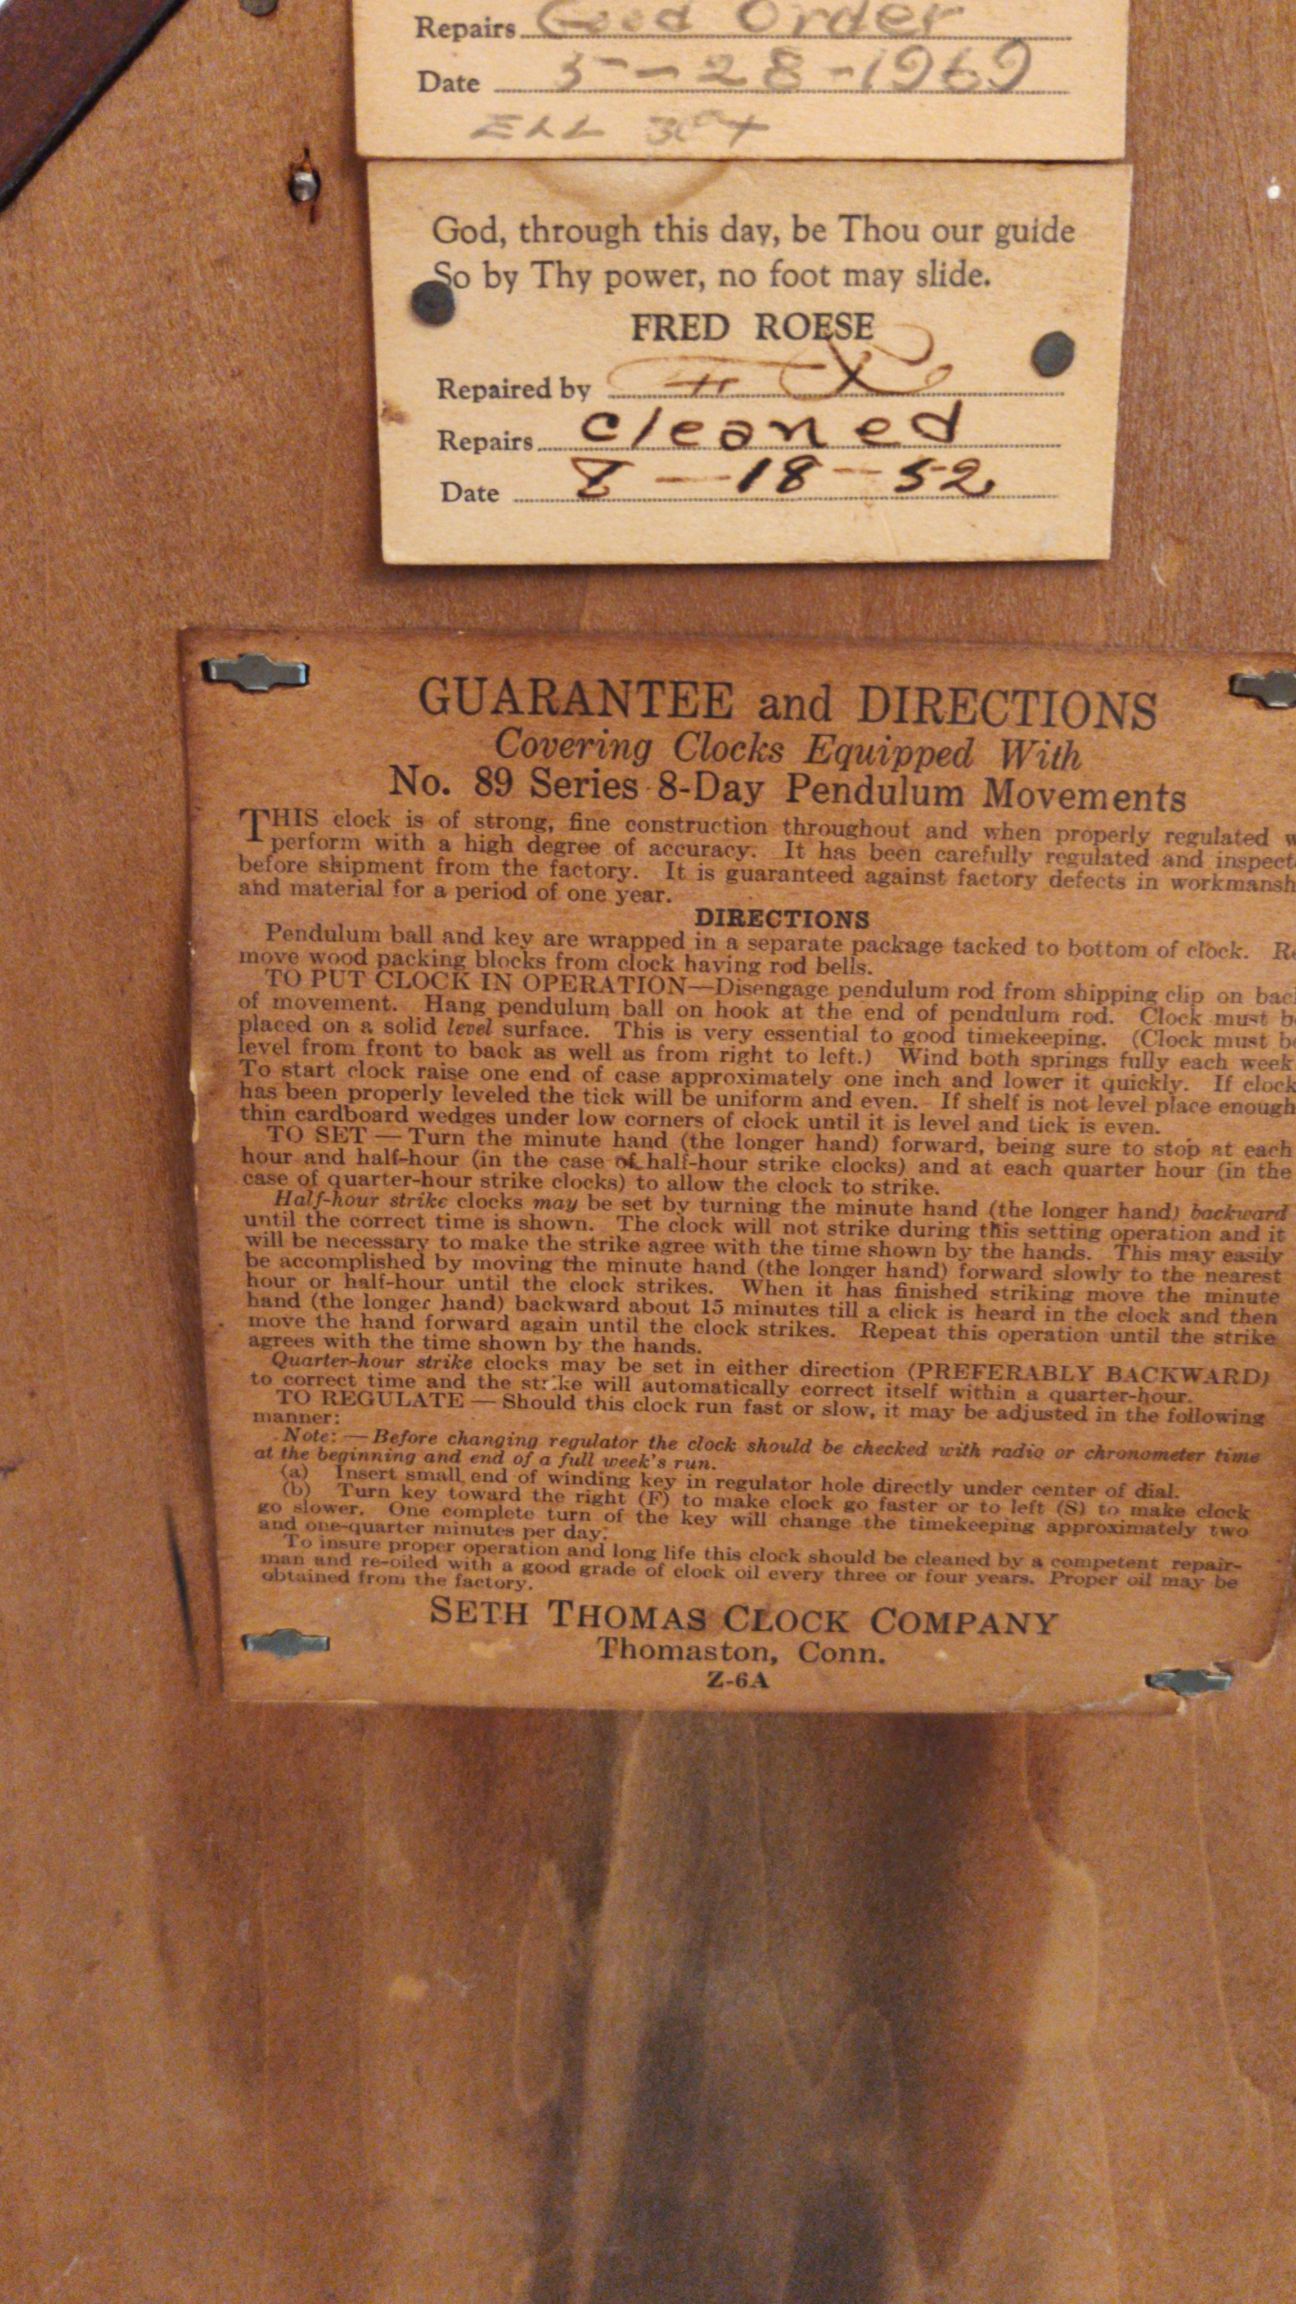 Repairs Good Order
Date 5-28-1969
God, through this day, be Thou our guide
So by Thy power, no foot may slide.
FRED ROESE
Repaired by
Repairs cleaned
Date 8-18-52
GUARANTEE and DIRECTIONS
Covering Clocks Equipped With
No. 89 Series 8-Day Pendulum Movements
THIS clock is of strong, fine construction throughout and when properly regulated
perform with a high degree of accuracy. It has been carefully regulated and inspect
before shipment from the factory. It is guaranteed against factory defects in workmansh
and material for a period of one year.
DIRECTIONS
Pendulum ball and key are wrapped in a separate package tacked to bottom of clock. Re
move wood packing blocks from clock having rod bells.
TO PUT CLOCK IN OPERATION—Disengage pendulum rod from shipping clip on bac
of movement. Hang pendulum ball on hook at the end of pendulum rod. Clock must b
placed on a solid level surface. This is very essential to good timekeeping. (Clock must be
level from front to back as well as from right to left.) Wind both springs fully each week
To start clock raise one end of case approximately one inch and lower it quickly. If clock
has been properly leveled the tick will be uniform and even. If shelf is not level place enough
thin cardboard wedges under low corners of clock until it is level and tick is even.
TO SET — Turn the minute hand (the longer hand) forward, being sure to stop at each
hour and half-hour (in the case of half-hour strike clocks) and at each quarter hour (in the
case of quarter-hour strike clocks) to allow the clock to strike.
Half-hour strike clocks may be set by turning the minute hand (the longer hand) backward
until the correct time is shown. The clock will not strike during this setting operation and it
will be necessary to make the strike agree with the time shown by the hands. This may easily
be accomplished by moving the minute hand (the longer hand) forward slowly to the nearest
hour or half-hour until the clock strikes. When it has finished striking move the minute
hand (the longer hand) backward about 15 minutes till a click is heard in the clock and then
move the hand forward again until the clock strikes. Repeat this operation until the strike
agrees with the time shown by the hands.
Quarter-hour strike clocks may be set in either direction (PREFERABLY BACKWARD)
to correct time and the strike will automatically correct itself within a quarter-hour.
TO REGULATE — Should this clock run fast or slow, it may be adjusted in the following
manner:
Note: — Before changing regulator the clock should be checked with radio or chronometer time
at the beginning and end of a full week's run.
(a) Insert small end of winding key in regulator hole directly under center of dial.
(b) Turn key toward the right (F) to make clock go faster or to left (S) to make clock
go slower. One complete turn of the key will change the timekeeping approximately two
and one-quarter minutes per day.
To insure proper operation and long life this clock should be cleaned by a competent repair-
man and re-oiled with a good grade of clock oil every three or four years. Proper oil may be
obtained from the factory.
SETH THOMAS CLOCK COMPANY
Thomaston, Conn.
Z-6A